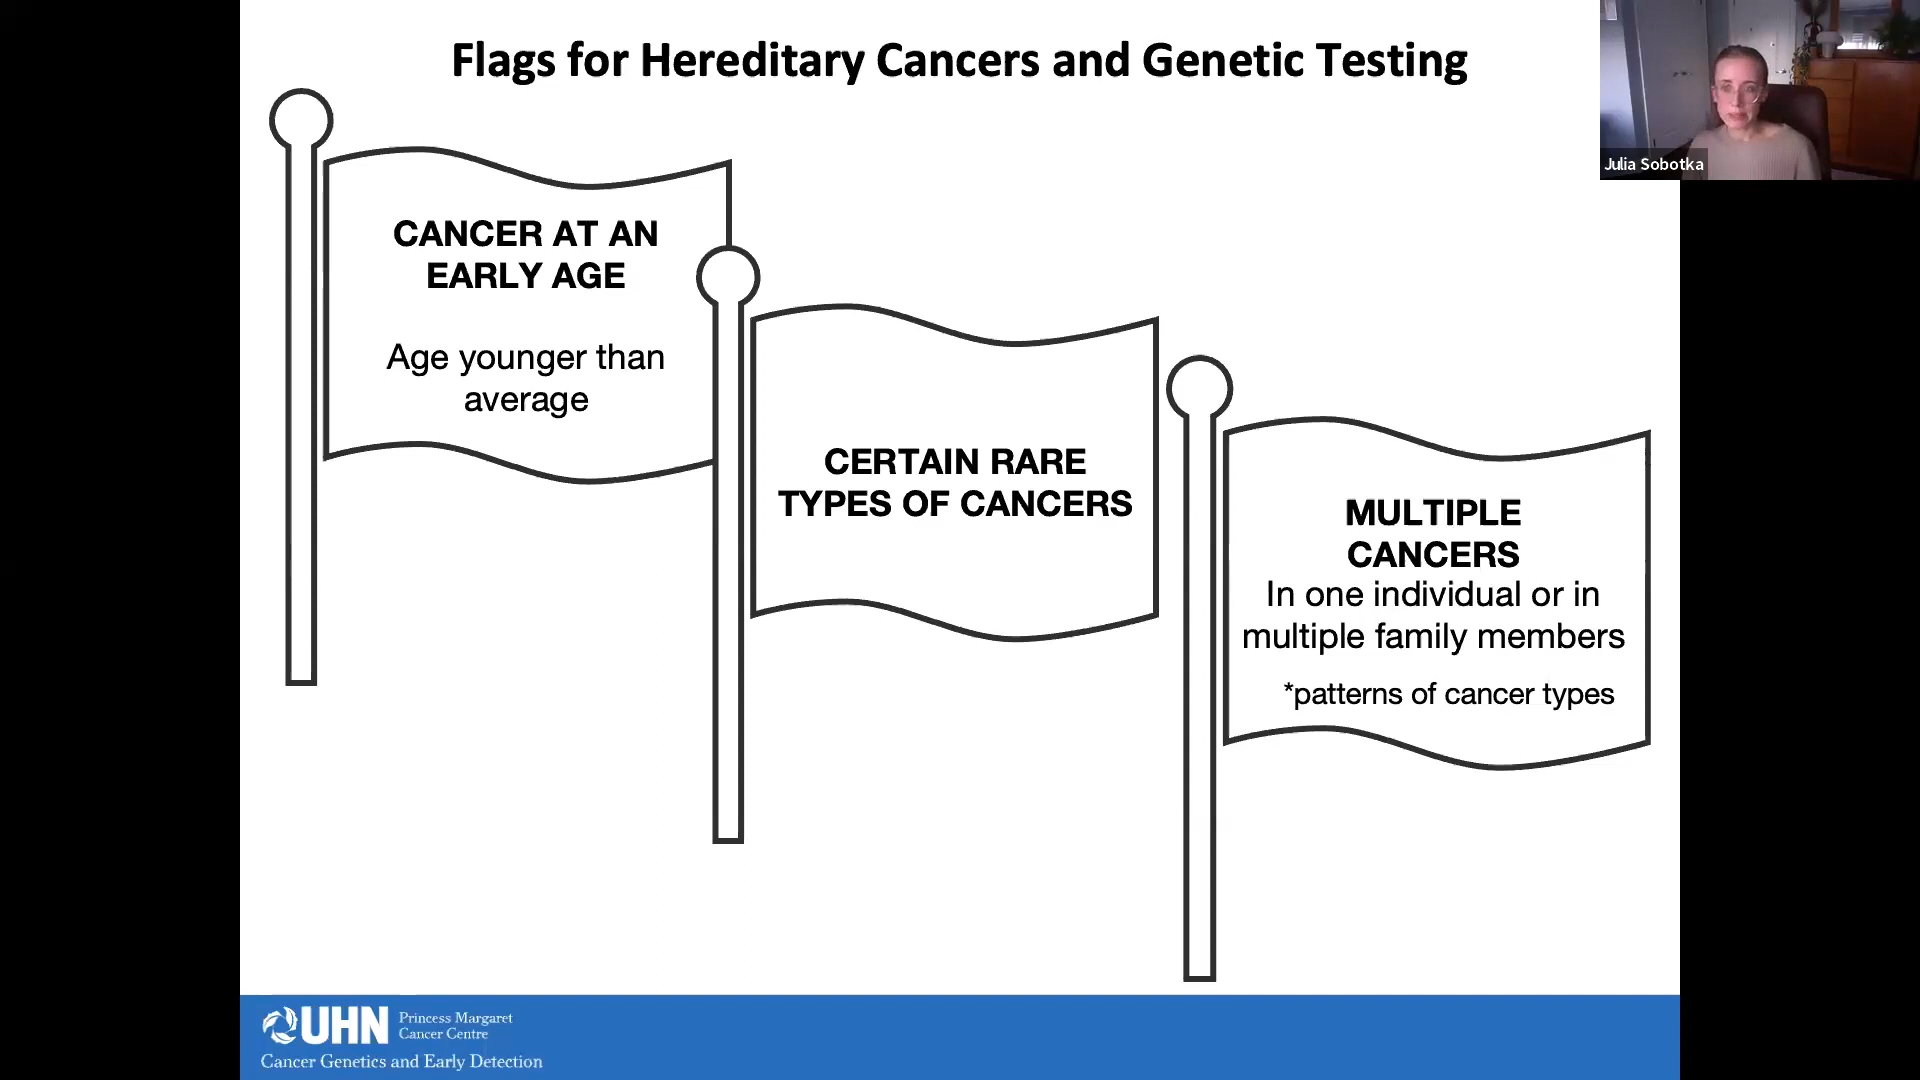 Flags for Hereditary Cancers and Genetic Testing
Julia Sobotka
CANCER AT AN
EARLY AGE
Age younger than
average
CERTAIN RARE
TYPES OF CANCERS
MULTIPLE
CANCERS
In one individual or in
multiple family members
*patterns of cancer types
UHN
Princess Margaret
Cancer Centre
Cancer Genetics and Early Detection